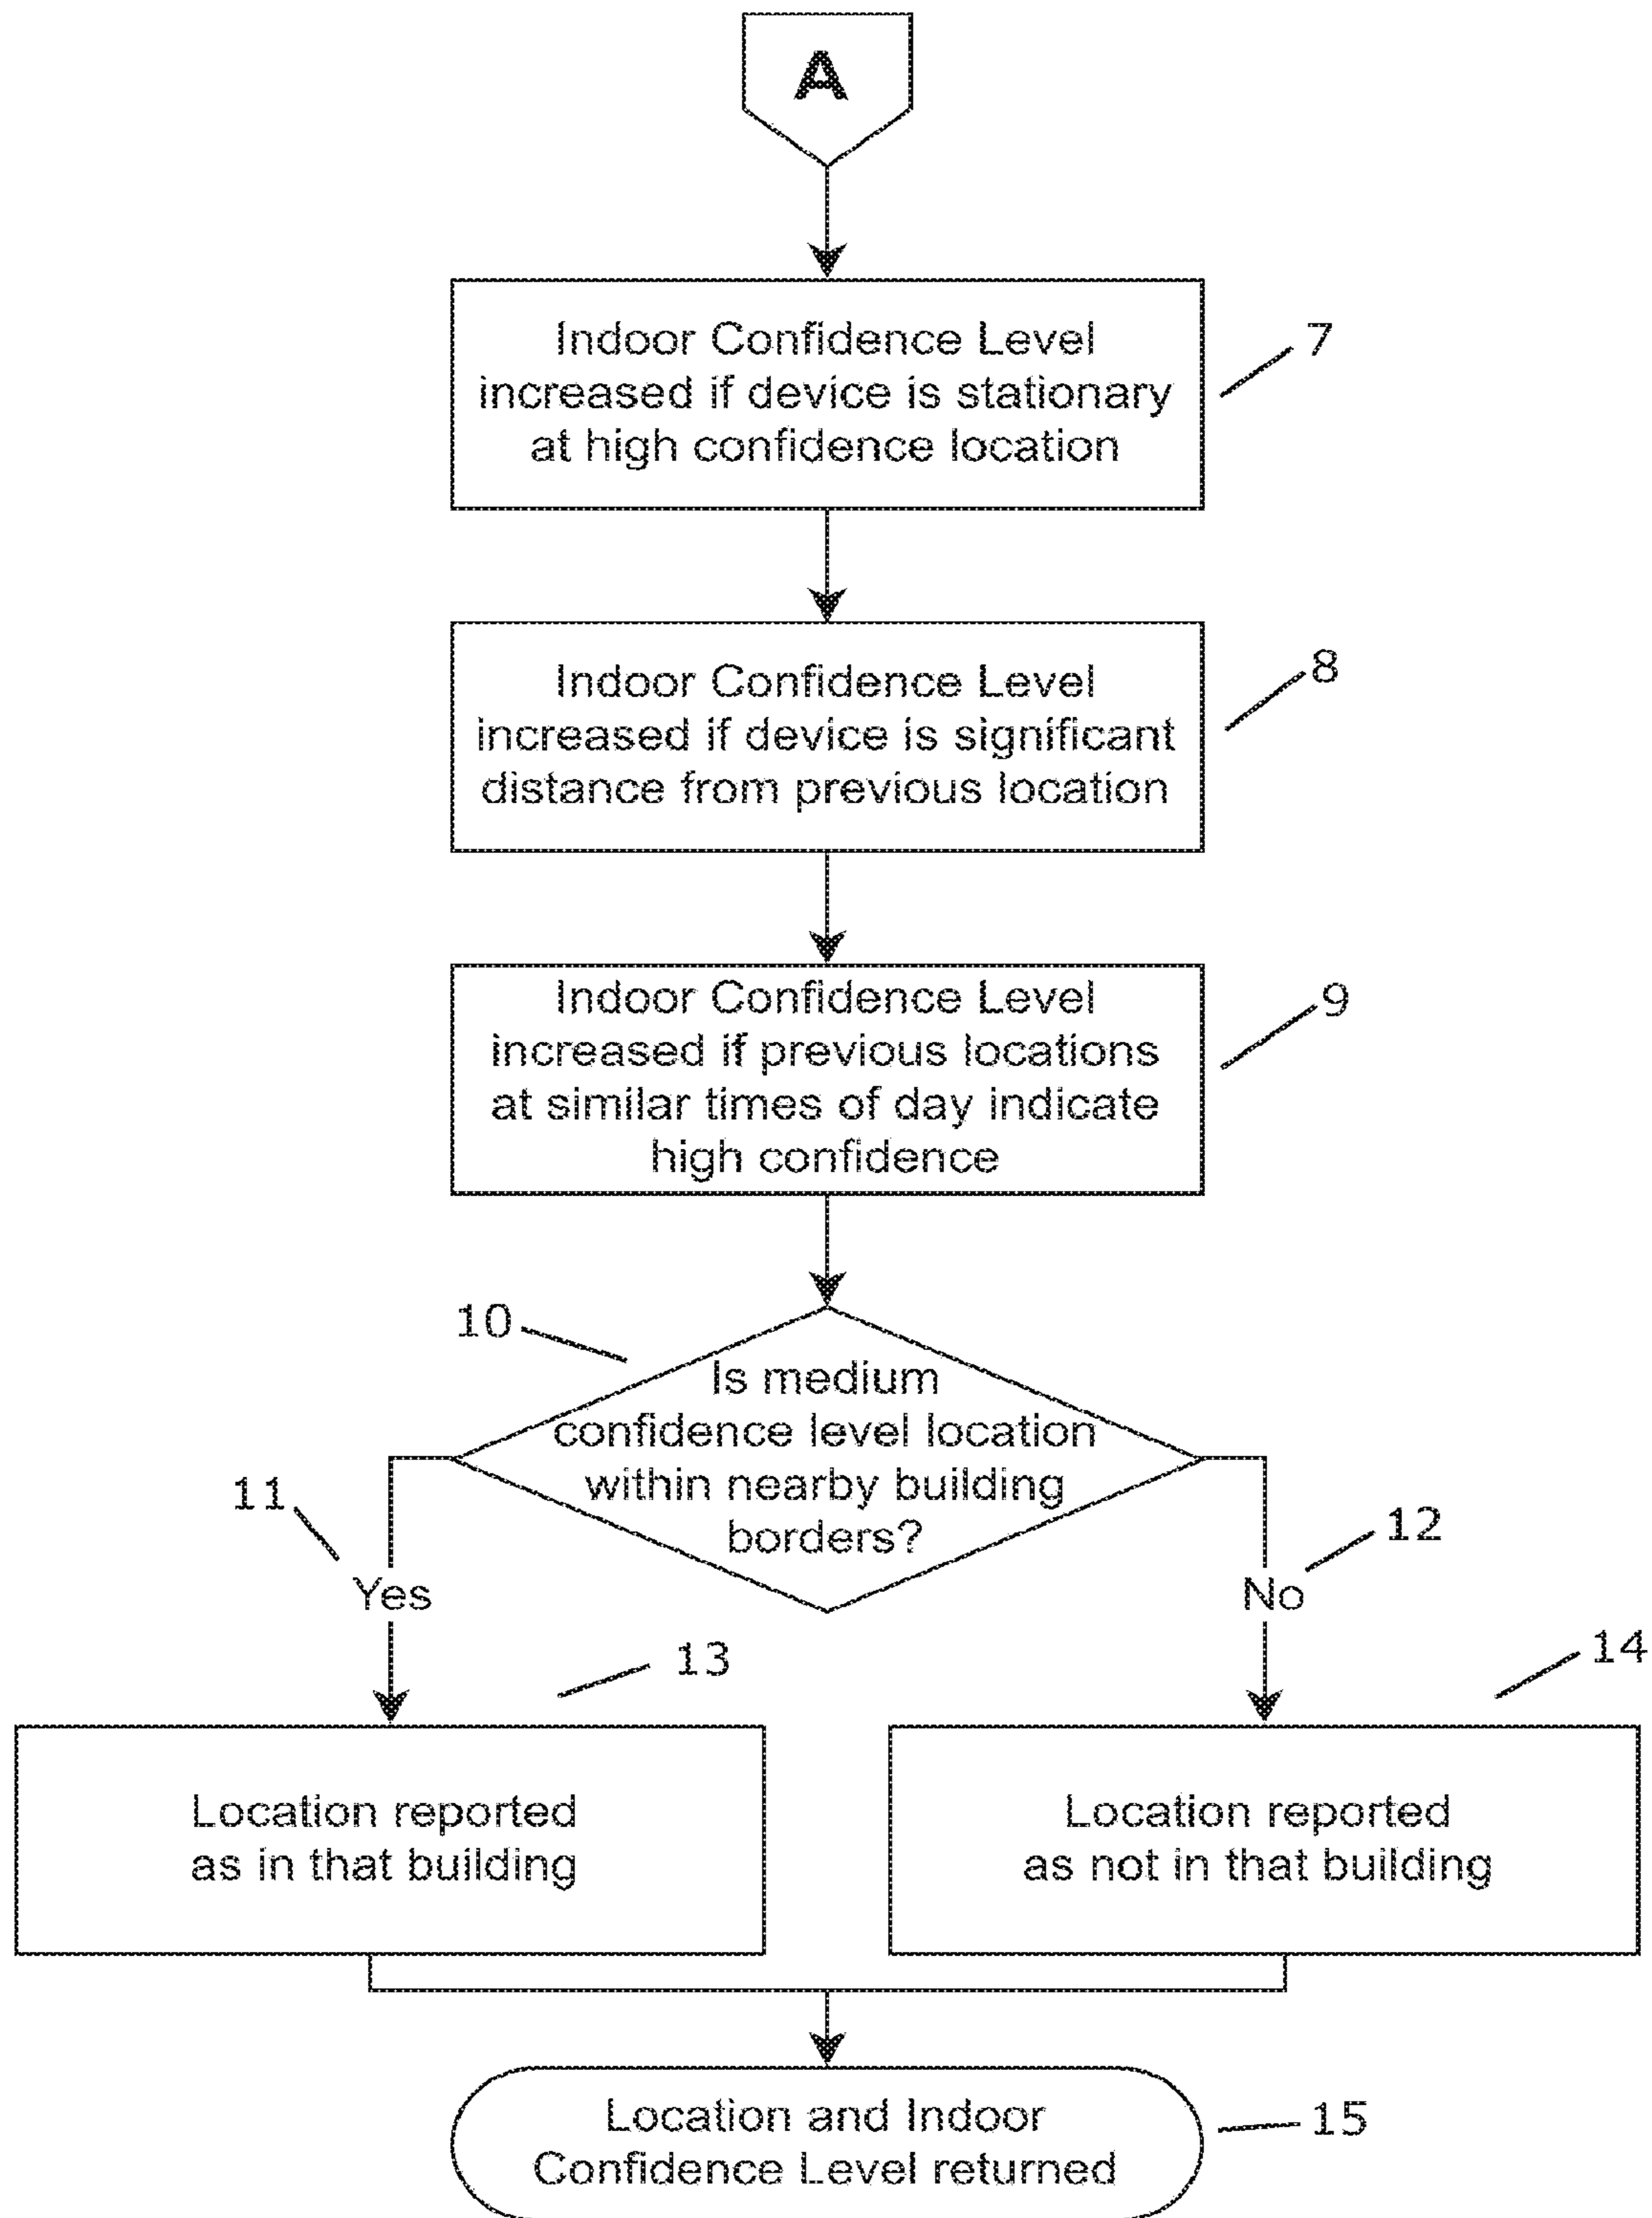 A
Indoor Confidence Level
increased if device is stationary
at high confidence location
7
Indoor Confidence Level
increased if device is significant
distance from previous location
8
Indoor Confidence Level
increased if previous locations
at similar times of day indicate
high confidence
9
10
Is medium
confidence level location
within nearby building
borders?
11
Yes
12
No
13
Location reported
as in that building
14
Location reported
as not in that building
Location and Indoor
Confidence Level returned
15